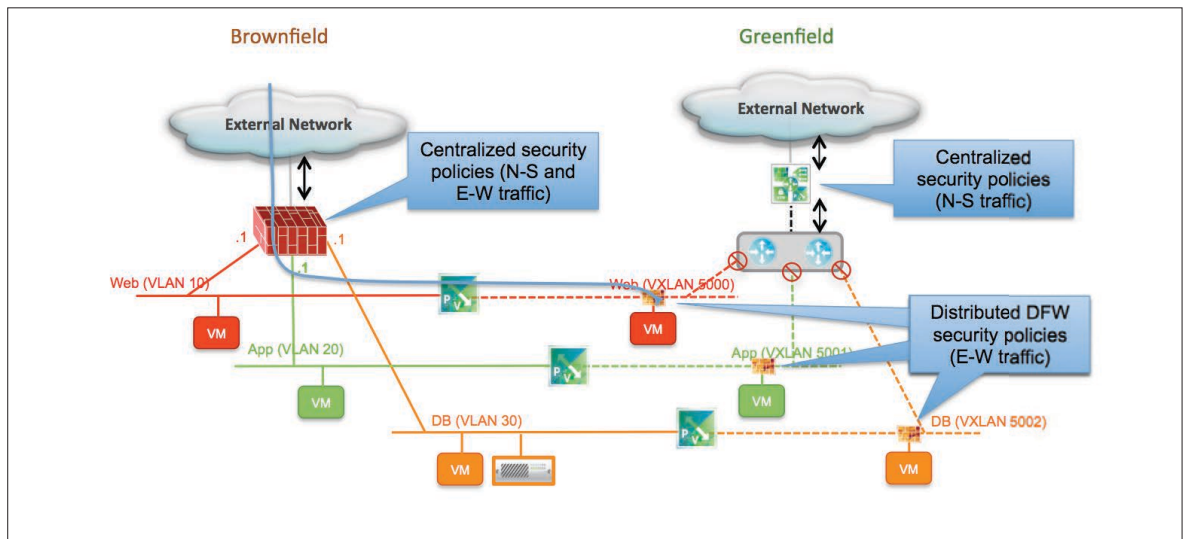 Brownfield
Greenfield
External Network
External Network
Centralized security
policies (N-S and
E-W traffic)
Centralized
security policies
(N-S traffic)
.1
.1
.1
Web (VLAN 10)
P
V
Web (VXLAN 5000)
VM
VM
Distributed DFW
security policies
(E-W traffic)
App (VLAN 20)
P
V
App (VXLAN 5001)
VM
VM
DB (VLAN 30)
P
V
DB (VXLAN 5002)
VM
VM